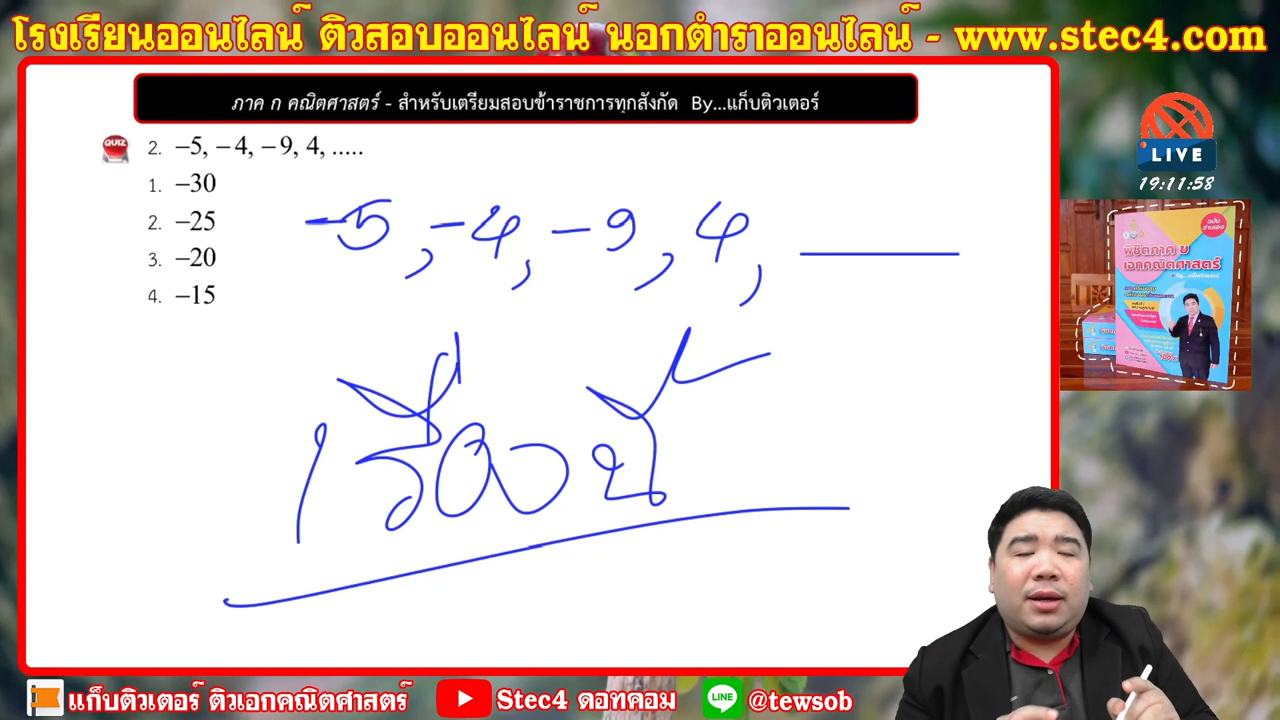 โรงเรียนออนไลน์ ติวสอบออนไลน์ นอกตำราออนไลน์ - www.stec4.com
ภาค ก คณิตศาสตร์ - สำหรับเตรียมสอบข้าราชการทุกสังกัด By...แก็บติวเตอร์
QUIZ 2. −5, −4, −9, 4, .....
1. −30
2. −25
3. −20
4. −15
-5, -4, -9, 4, ______
LIVE
19:11:58
ฉบับ
พิชิตภาค ข
เอกคณิตศาสตร์
แก็บติวเตอร์ ติวเอกคณิตศาสตร์ Stec4 ดอทคอม LINE @tewsob